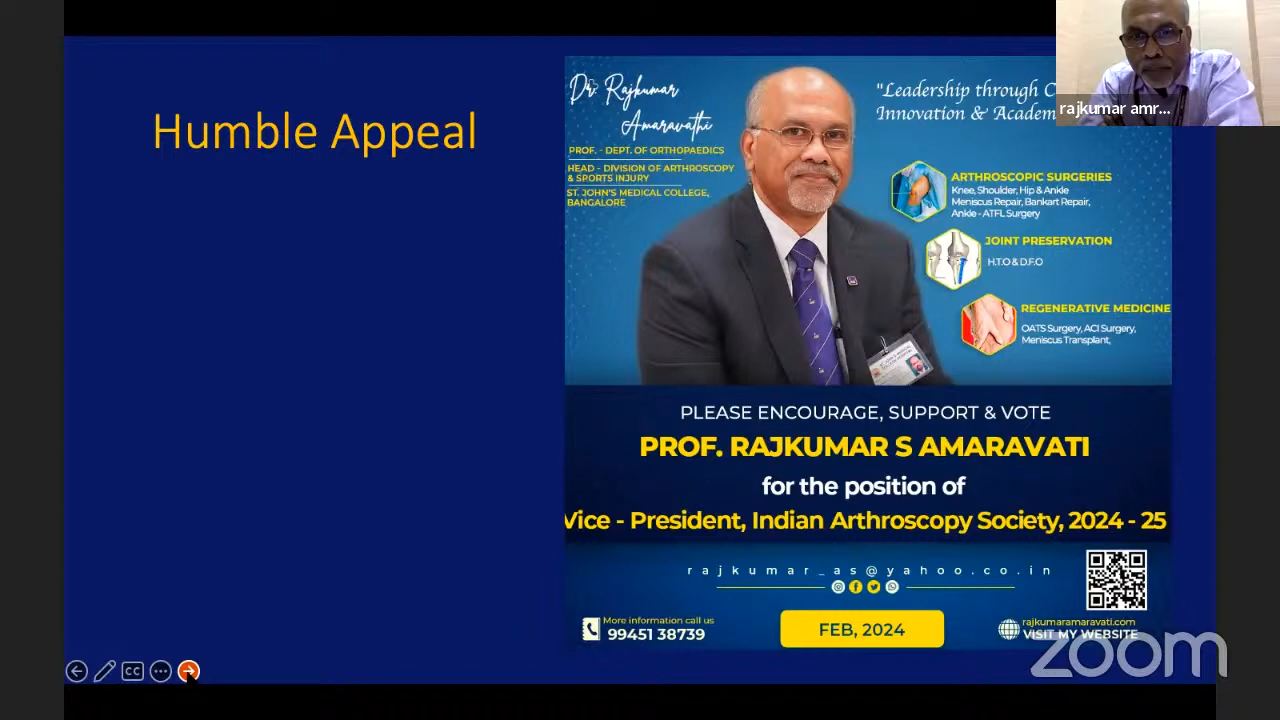 Humble Appeal
Dr. Rajkumar
Amaravathi
PROF. - DEPT. OF ORTHOPAEDICS
HEAD - DIVISION OF ARTHROSCOPY
& SPORTS INJURY
ST. JOHN'S MEDICAL COLLEGE,
BANGALORE
"Leadership through C
Innovation & Academ
rajkumar amr...
ARTHROSCOPIC SURGERIES
Knee, Shoulder, Hip & Ankle
Meniscus Repair, Bankart Repair,
Ankle - ATFL Surgery
JOINT PRESERVATION
H.T.O & D.F.O
REGENERATIVE MEDICINE
OATS Surgery, ACI Surgery,
Meniscus Transplant,
PLEASE ENCOURAGE, SUPPORT & VOTE
PROF. RAJKUMAR S AMARAVATI
for the position of
Vice - President, Indian Arthroscopy Society, 2024 - 25
rajkumar_as@yahoo.co.in
More information call us
99451 38739
FEB, 2024
rajkumaramaravati.com
VISIT MY WEBSITE
zoom
CC